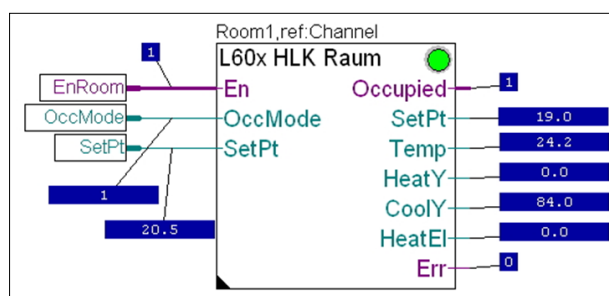 Room1,ref:Channel
L60x HLK Raum
1
EnRoom En Occupied 1
OccMode OccMode SetPt 19.0
SetPt SetPt Temp 24.2
HeatY 0.0
1 CoolY 84.0
20.5 HeatEl 0.0
Err 0